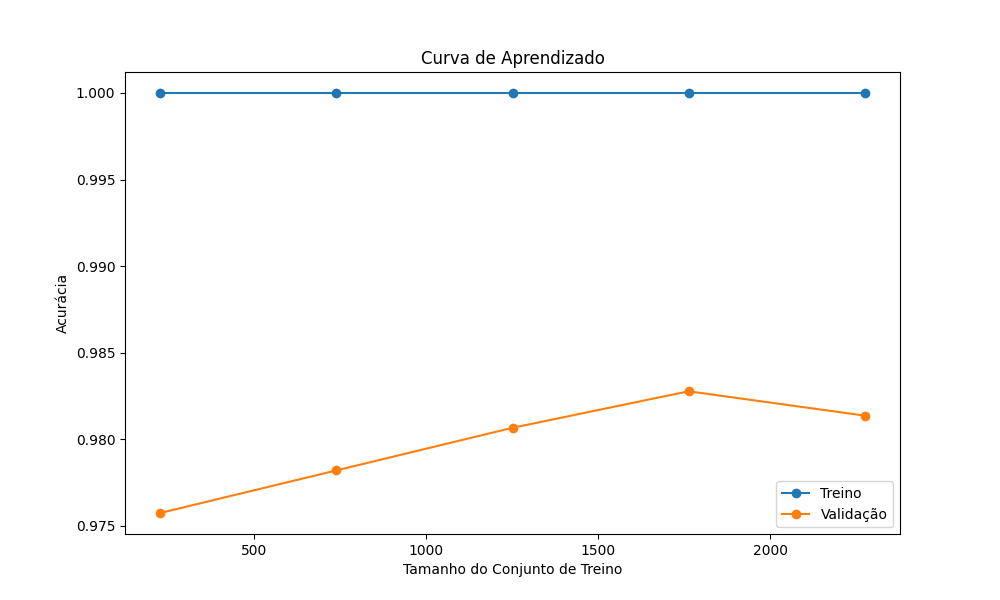 Curva de Aprendizado
1.000
0.995
0.990
0.985
0.980
0.975
Acurácia
500
1000
1500
2000
Tamanho do Conjunto de Treino
Treino
Validação